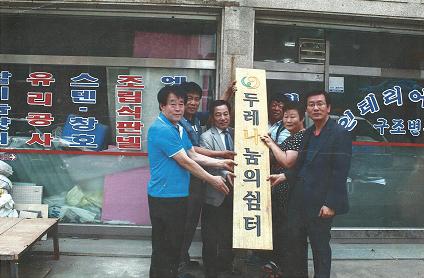 유리공사
스텐·창호
조립식판넬
두레나눔의쉼터
인테리어
구조변